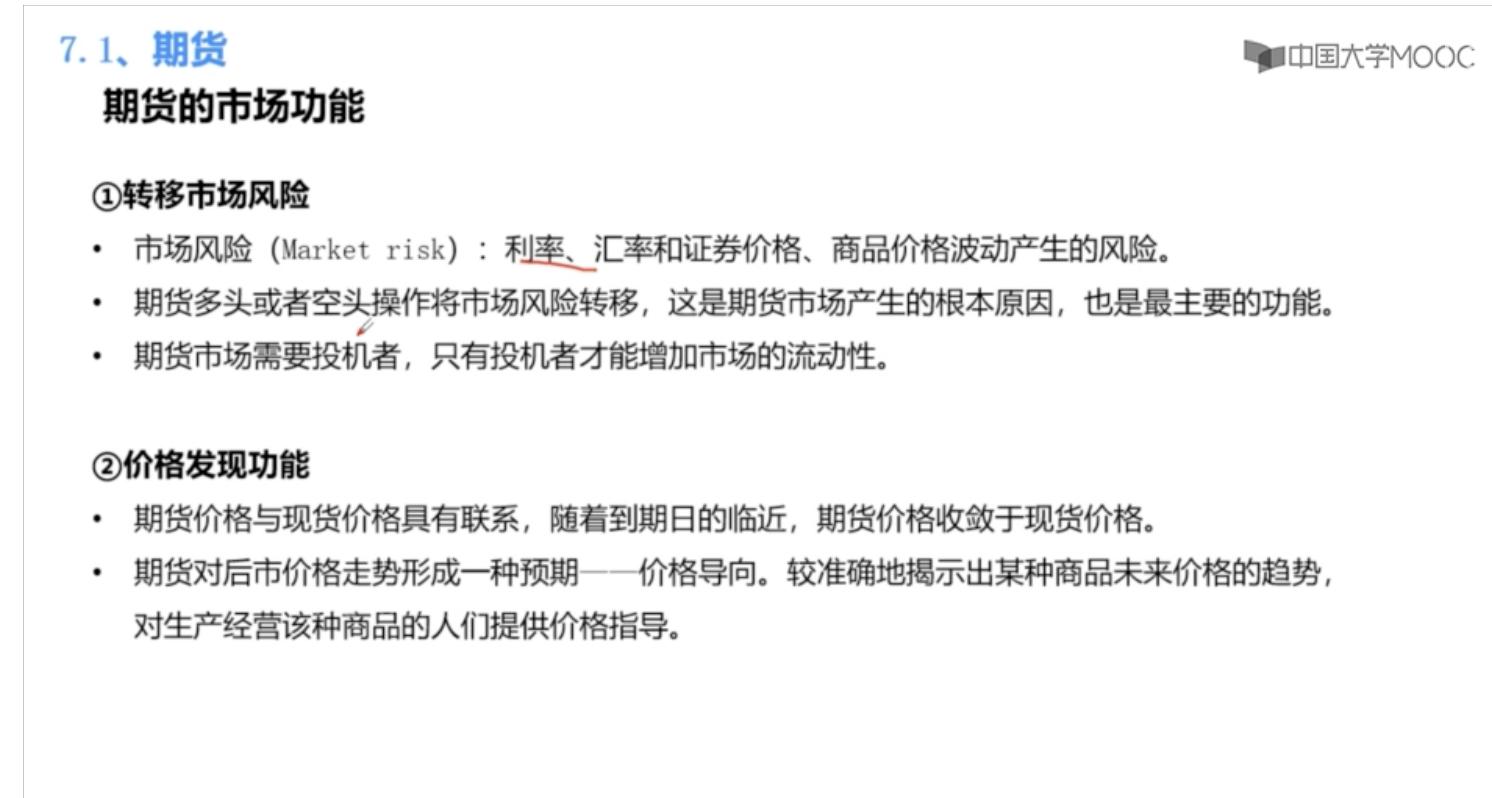 7.1、期货
中国大学MOOC
期货的市场功能
①转移市场风险
• 市场风险（Market risk）：利率、汇率和证券价格、商品价格波动产生的风险。
• 期货多头或者空头操作将市场风险转移，这是期货市场产生的根本原因，也是最主要的功能。
• 期货市场需要投机者，只有投机者才能增加市场的流动性。
②价格发现功能
• 期货价格与现货价格具有联系，随着到期日的临近，期货价格收敛于现货价格。
• 期货对后市价格走势形成一种预期——价格导向。较准确地揭示出某种商品未来价格的趋势，
对生产经营该种商品的人们提供价格指导。